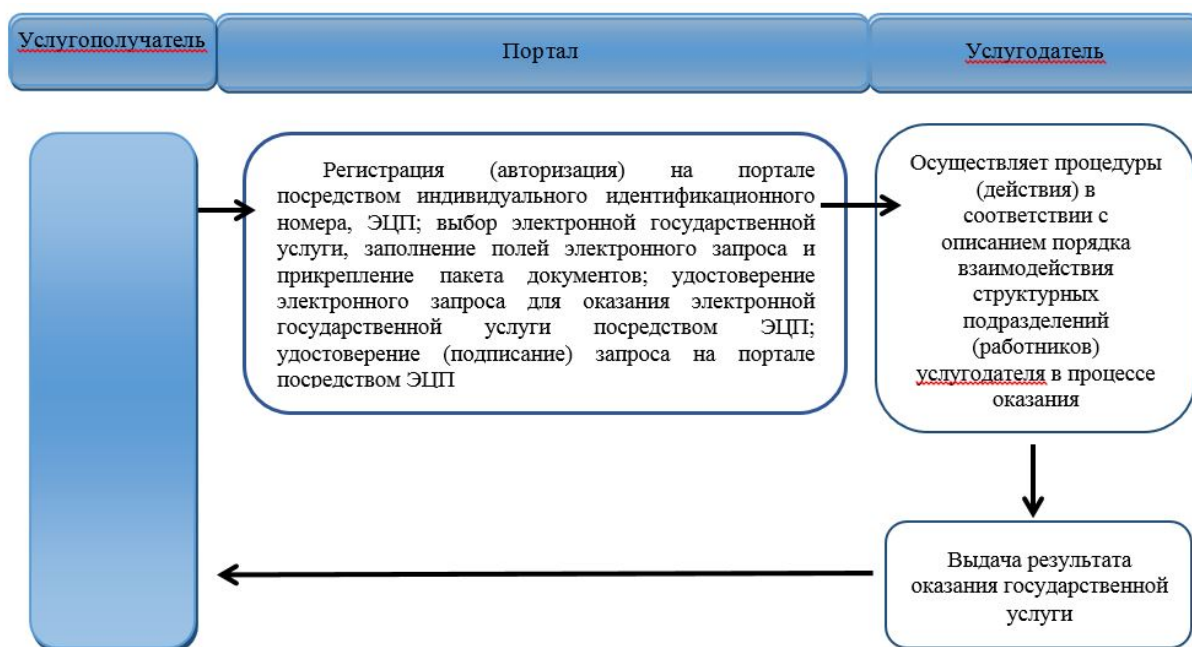 Услугополучатель
Портал
Услугодатель
Регистрация (авторизация) на портале
посредством индивидуального идентификационного
номера, ЭЦП; выбор электронной государственной
услуги, заполнение полей электронного запроса и
прикрепление пакета документов; удостоверение
электронного запроса для оказания электронной
государственной услуги посредством ЭЦП;
удостоверение (подписание) запроса на портале
посредством ЭЦП
Осуществляет процедуры
(действия) в
соответствии с
описанием порядка
взаимодействия
структурных
подразделений
(работников)
услугодателя в процессе
оказания
Выдача результата
оказания государственной
услуги